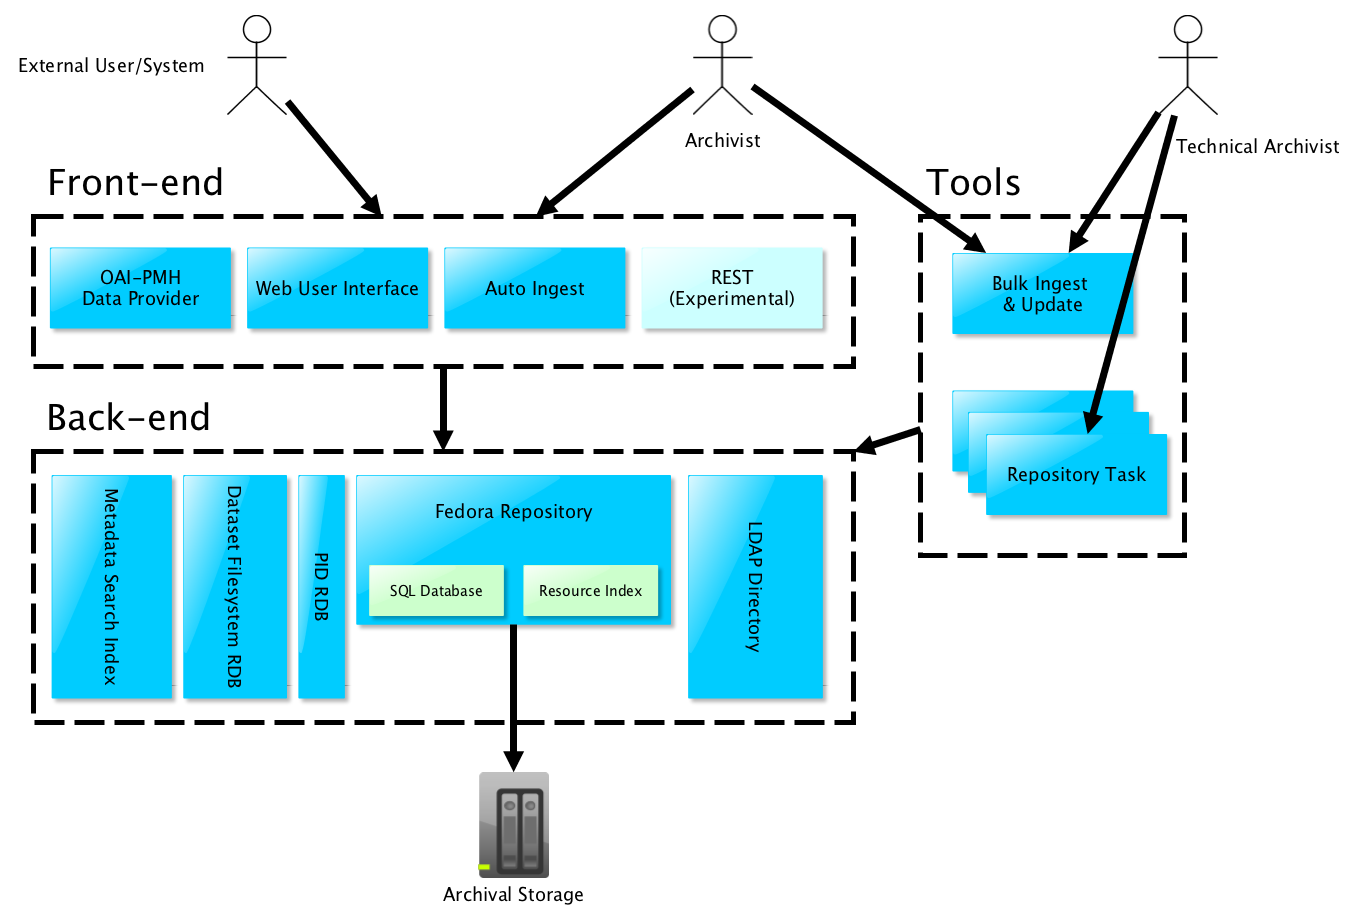 External User/System
Archivist
Technical Archivist
Front-end
Tools
OAI-PMH
Data Provider
Web User Interface
Auto Ingest
REST
(Experimental)
Bulk Ingest
& Update
Back-end
Repository Task
Metadata Search Index
Dataset Filesystem RDB
PID RDB
Fedora Repository
SQL Database
Resource Index
LDAP Directory
Archival Storage